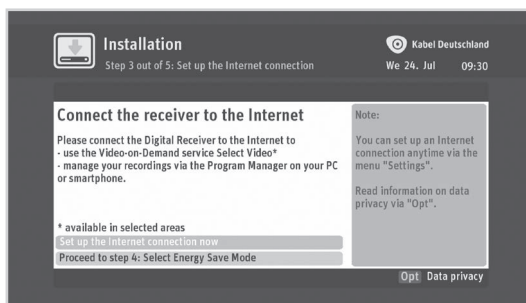 Installation
Kabel Deutschland
Step 3 out of 5: Set up the Internet connection
We 24. Jul 09:30
Connect the receiver to the Internet
Please connect the Digital Receiver to the Internet to
- use the Video-on-Demand service Select Video*
- manage your recordings via the Program Manager on your PC
or smartphone.
* available in selected areas
Set up the Internet connection now
Proceed to step 4: Select Energy Save Mode
Note:
You can set up an Internet
connection anytime via the
menu "Settings".
Read information on data
privacy via "Opt".
Opt Data privacy